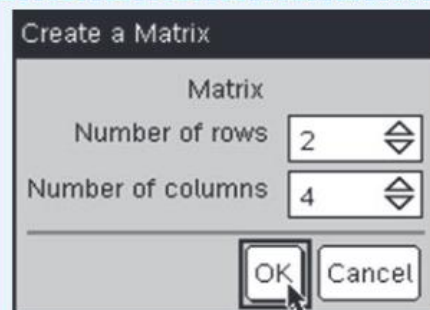 Create a Matrix
Matrix
Number of rows 2
Number of columns 4
OK Cancel